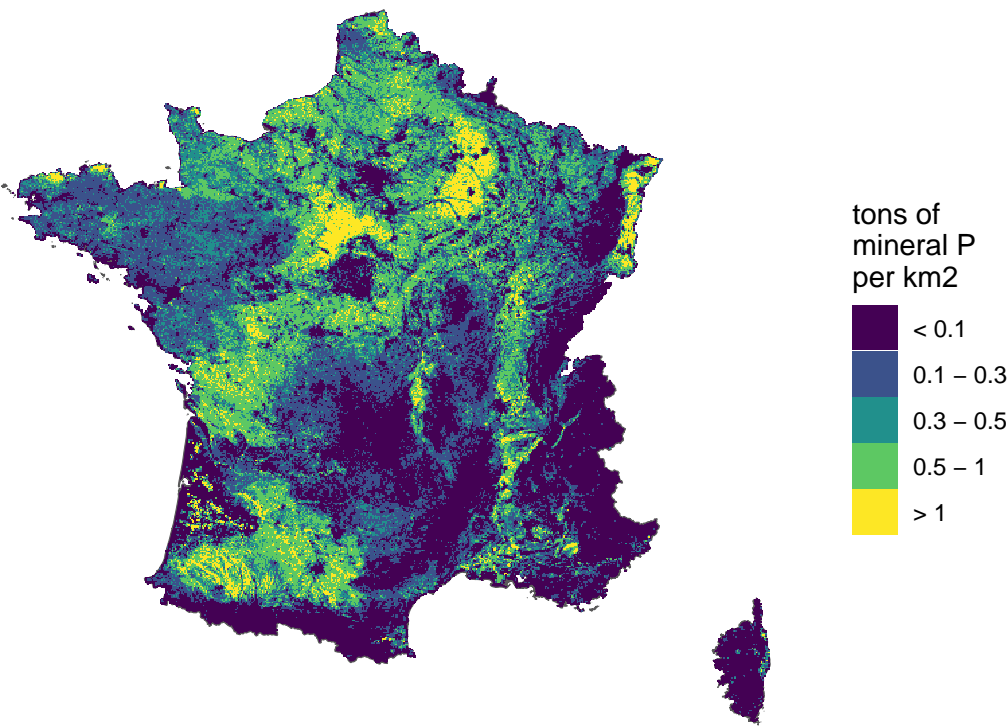 tons of
mineral P
per km2
< 0.1
0.1 − 0.3
0.3 − 0.5
0.5 − 1
> 1